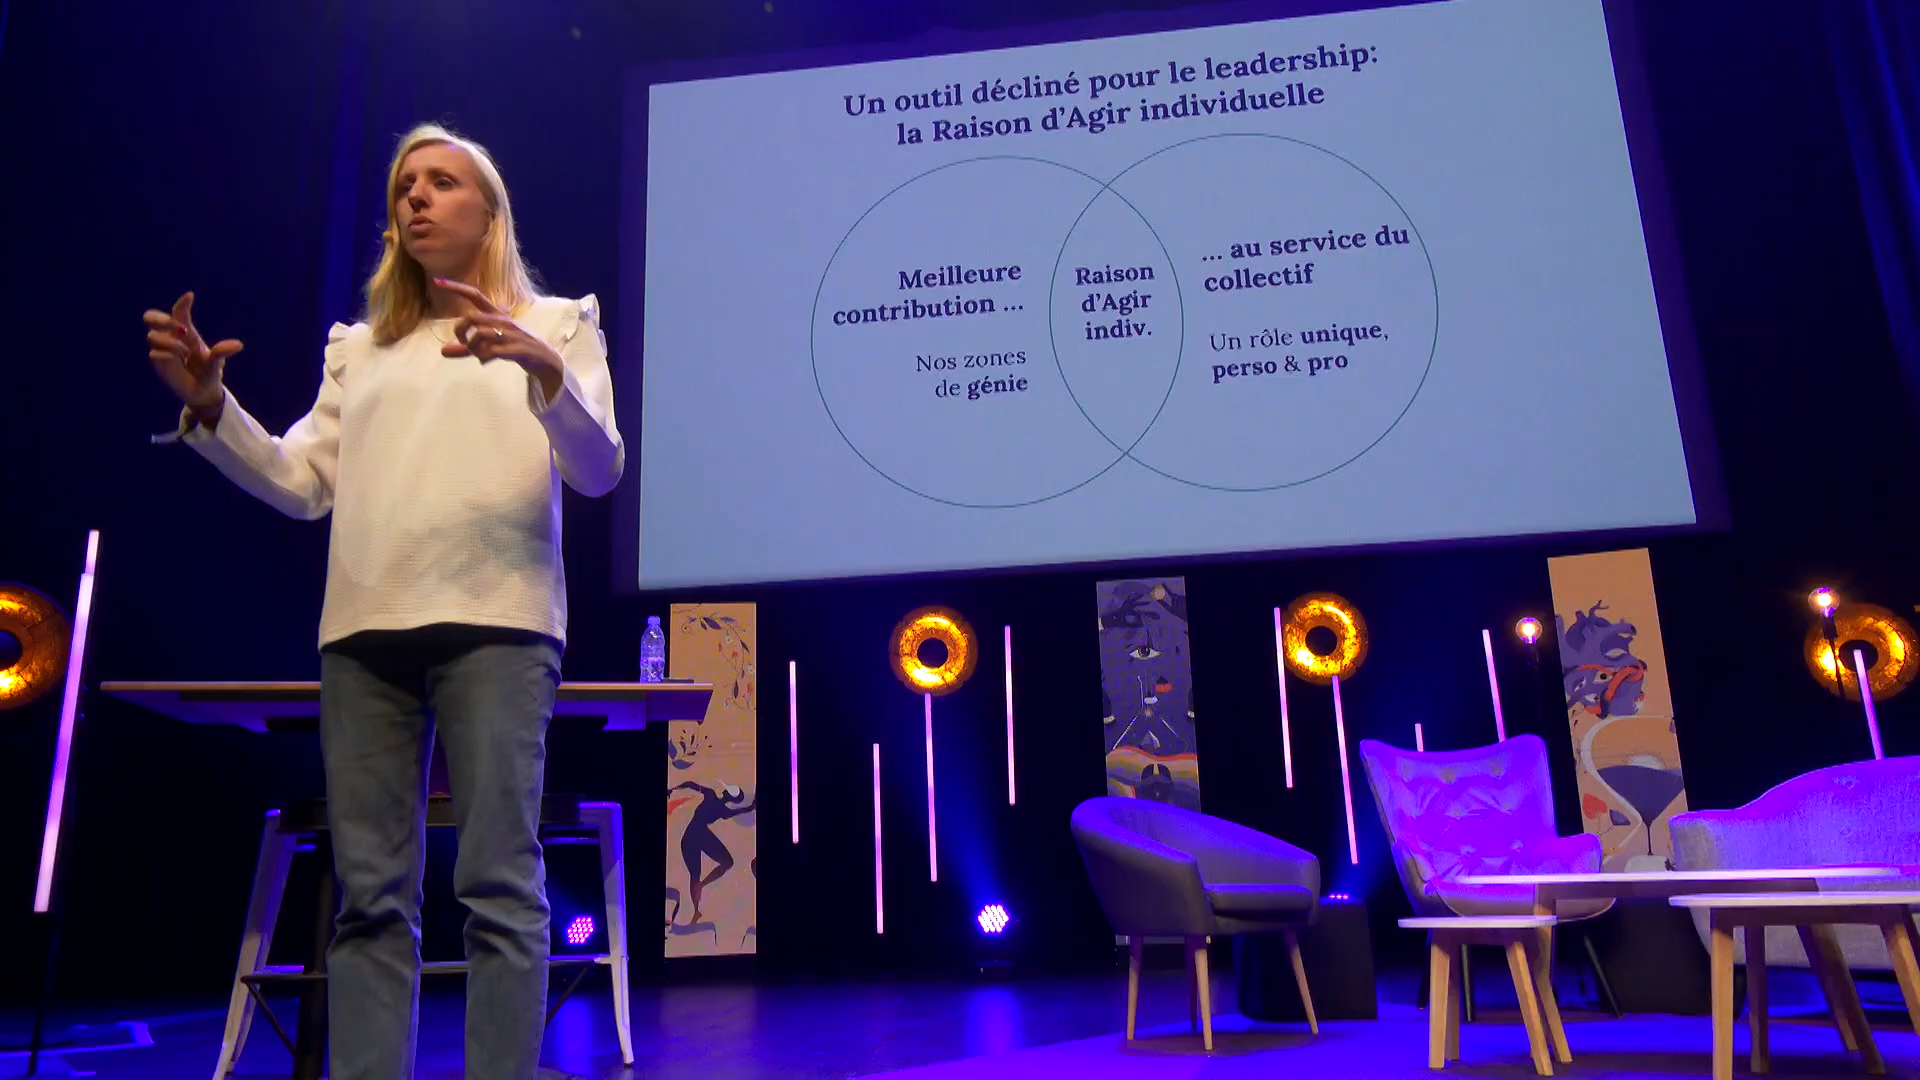 Un outil décliné pour le leadership:
la Raison d'Agir individuelle
Meilleure
contribution ...
Nos zones
de génie
Raison
d'Agir
indiv.
... au service du
collectif
Un rôle unique,
perso & pro